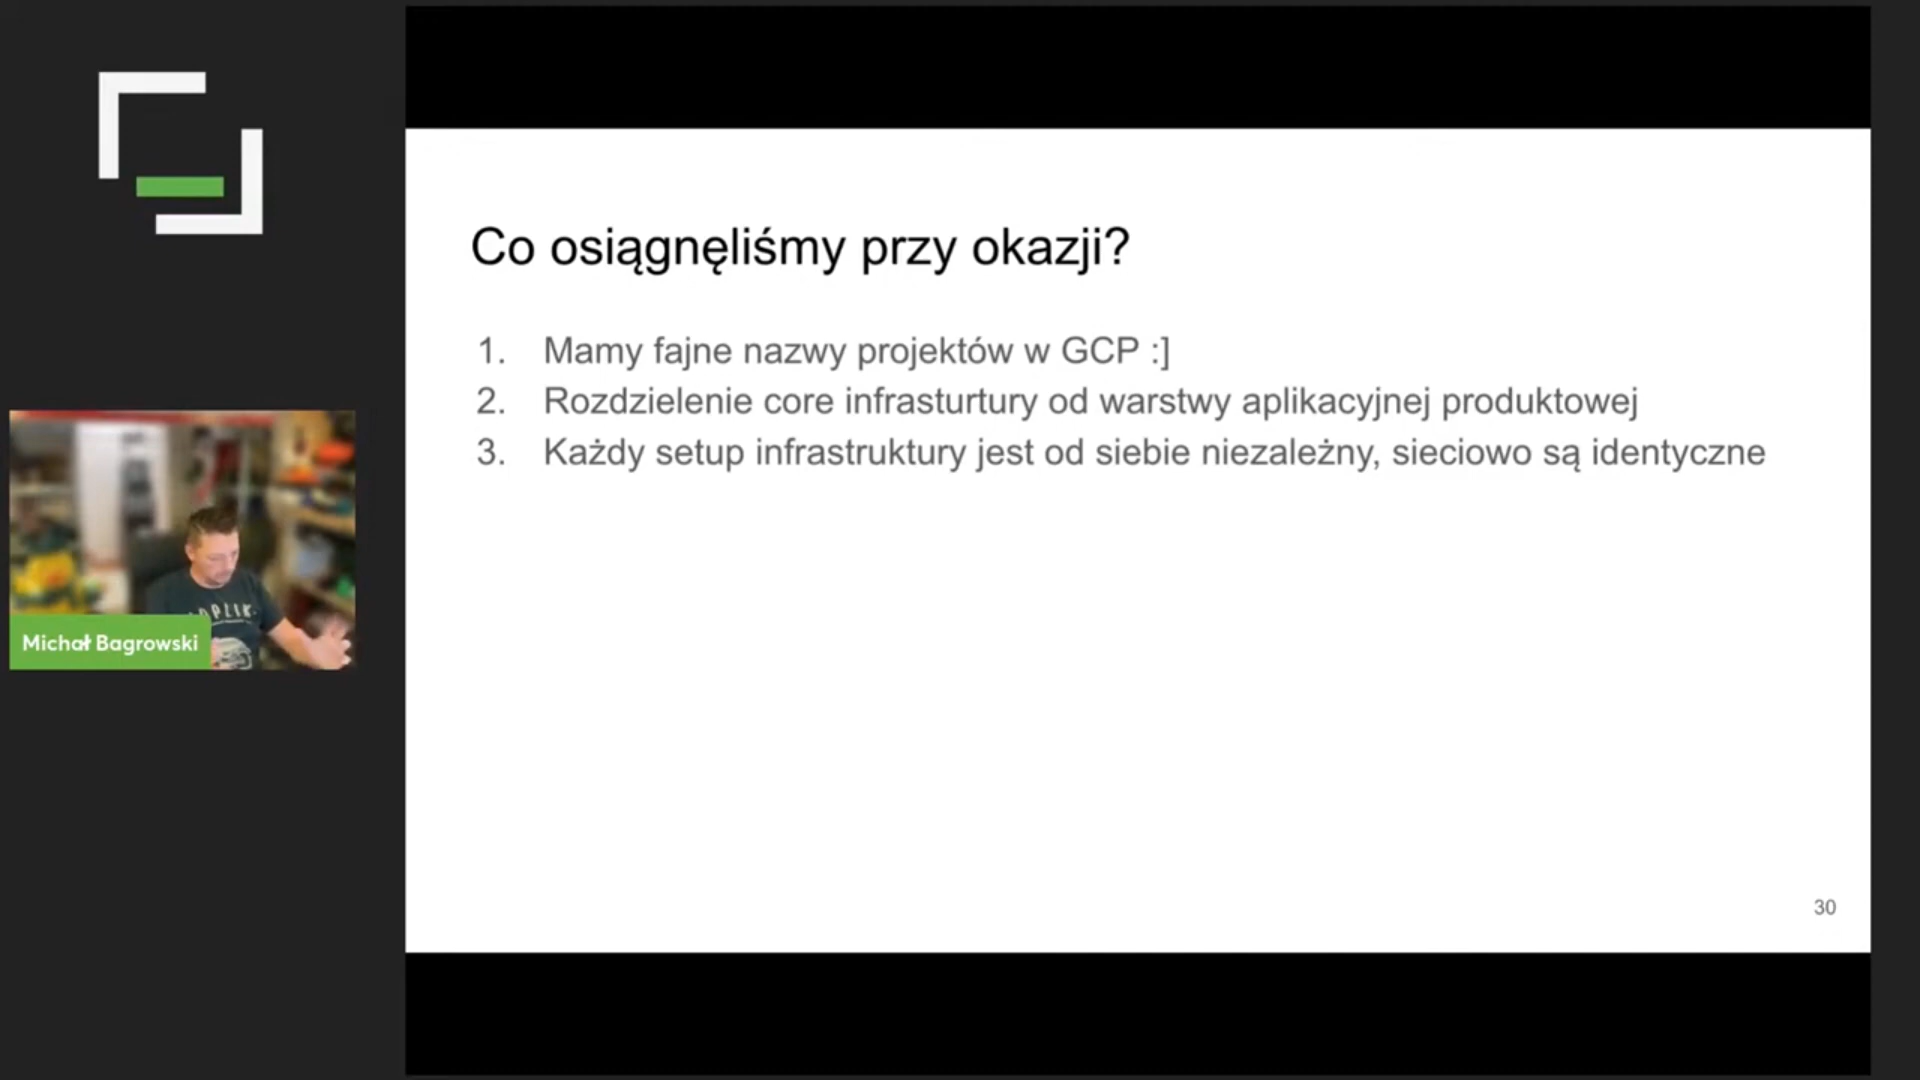 Co osiągnęliśmy przy okazji?
1. Mamy fajne nazwy projektów w GCP :]
2. Rozdzielenie core infrasturtury od warstwy aplikacyjnej produktowej
3. Każdy setup infrastruktury jest od siebie niezależny, sieciowo są identyczne
Michał Bagrowski
30